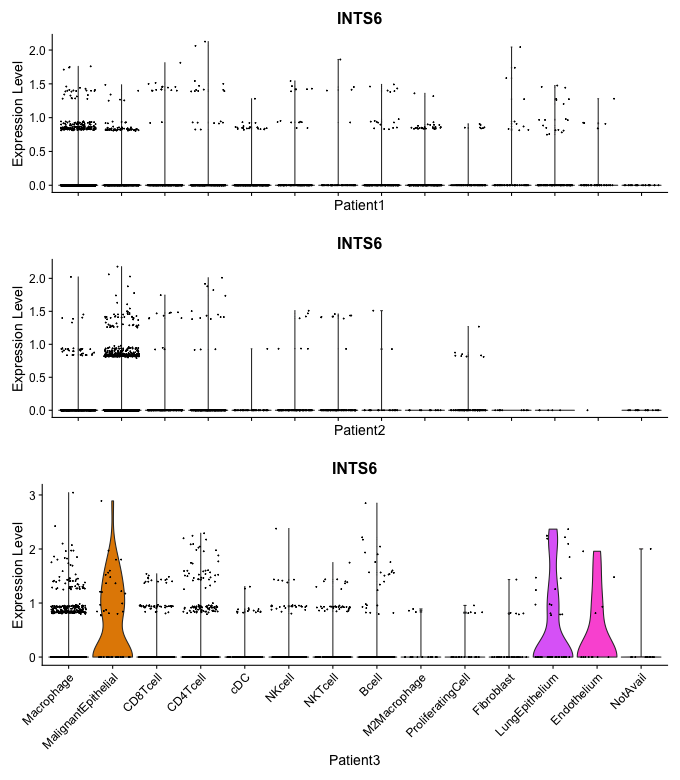 INTS6
Expression Level
2.0
1.5
1.0
0.5
0.0
Patient1
INTS6
Expression Level
2.0
1.5
1.0
0.5
0.0
Patient2
INTS6
Expression Level
3
2
1
0
Macrophage
MalignantEpithelial
CD8Tcell
CD4Tcell
cDC
NKcell
NKTcell
Bcell
M2Macrophage
ProliferatingCell
Fibroblast
LungEpithelium
Endothelium
NotAvail
Patient3